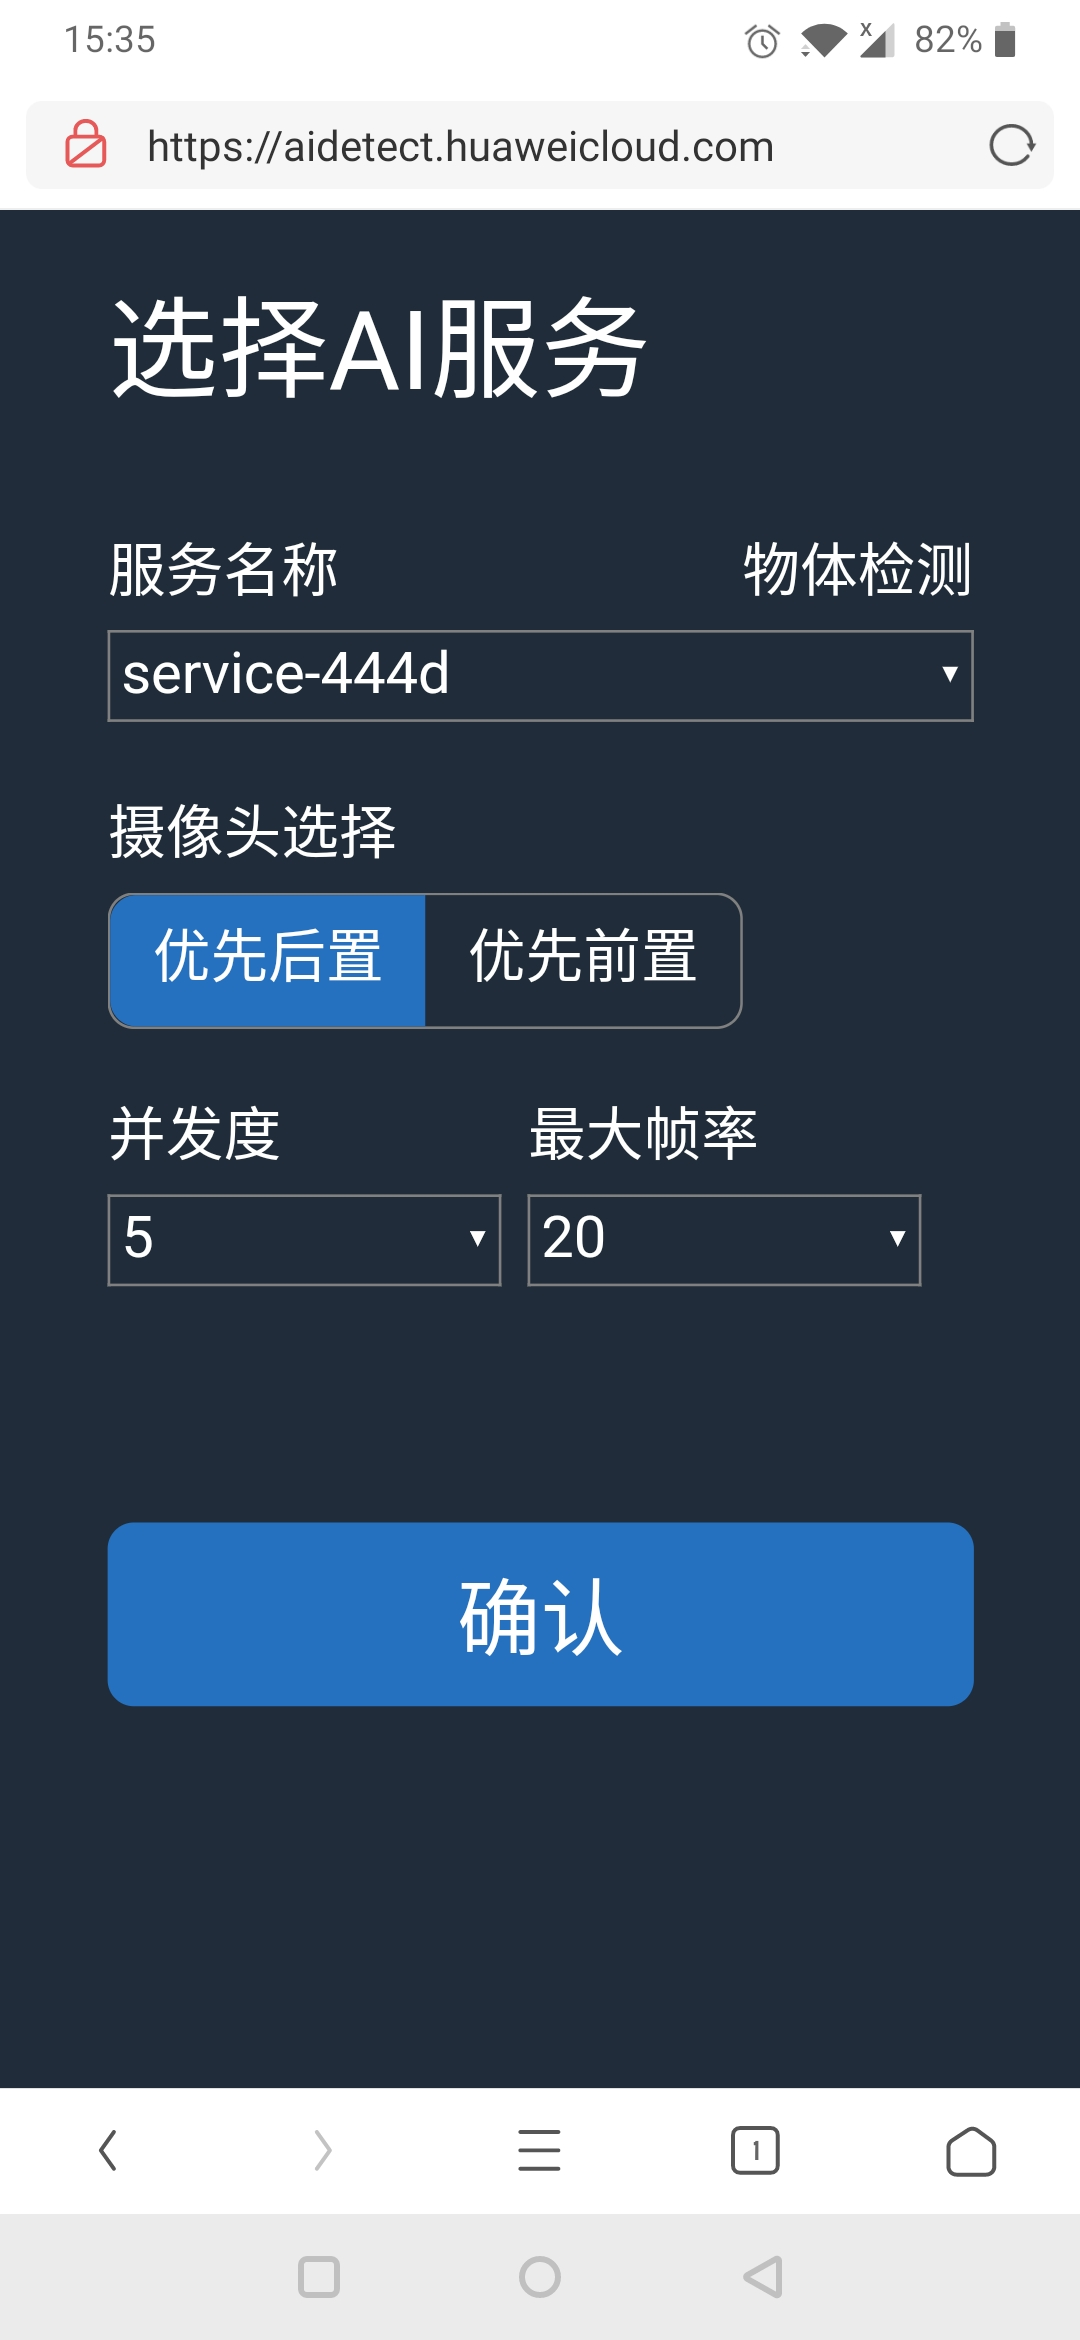 15:35
82%
https://aidetect.huaweicloud.com
选择AI服务
服务名称 物体检测
service-444d
摄像头选择
优先后置 优先前置
并发度 最大帧率
5 20
确认
1